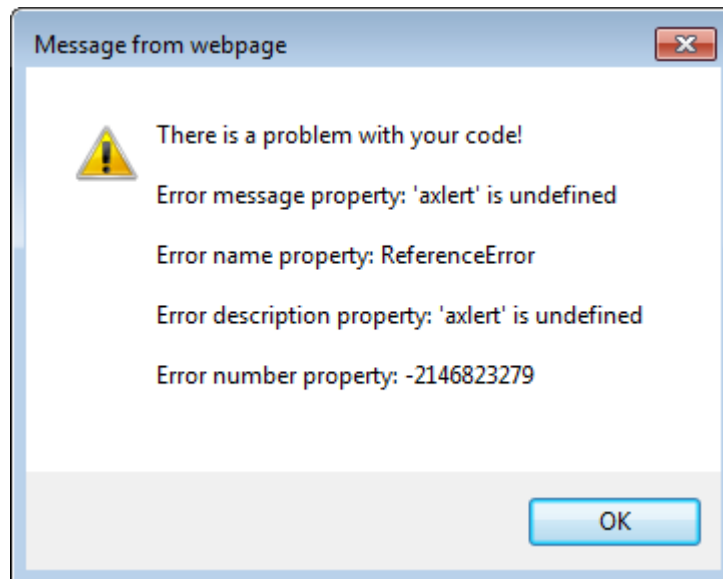 Message from webpage
There is a problem with your code!
Error message property: 'axlert' is undefined
Error name property: ReferenceError
Error description property: 'axlert' is undefined
Error number property: -2146823279
OK